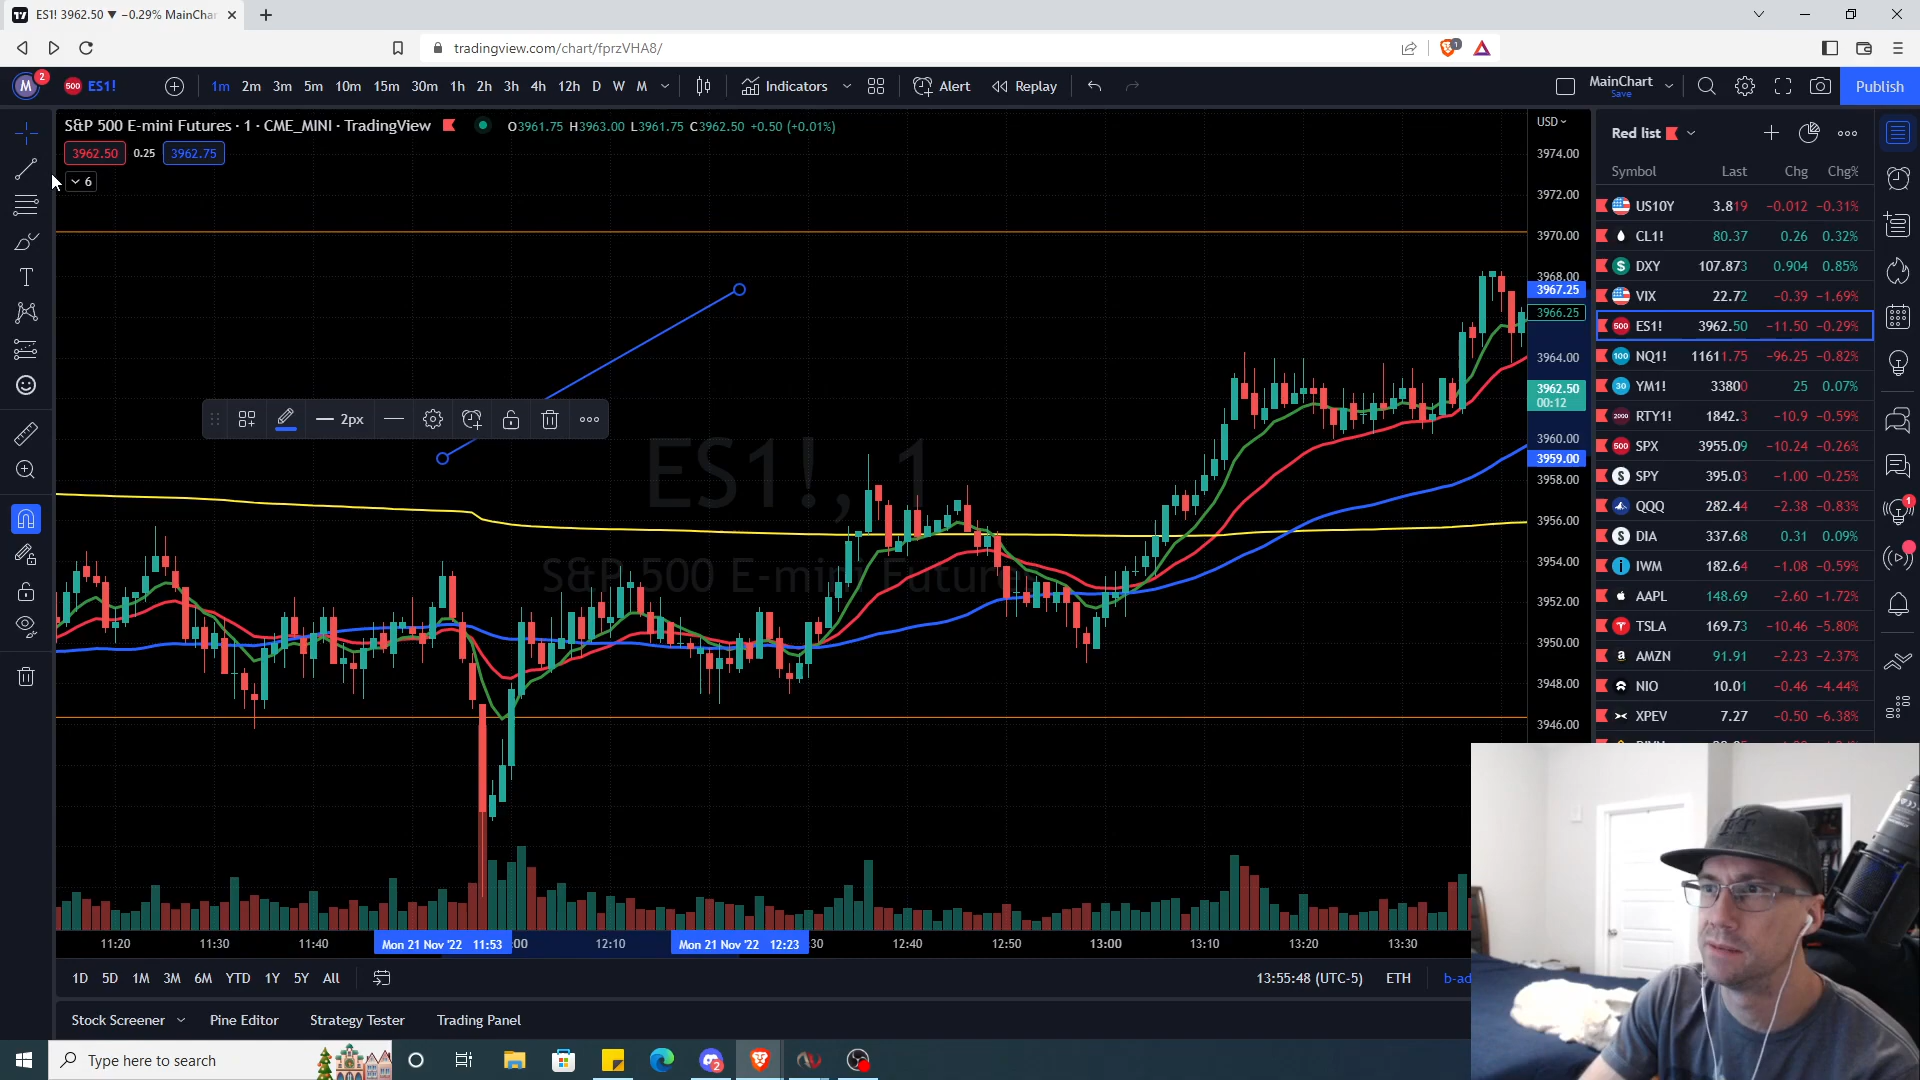 ES1! 3962.50 ▼ −0.29% MainChar
tradingview.com/chart/fprzVHA8/
1
M 2 500 ES1! 1m 2m 3m 5m 10m 15m 30m 1h 2h 3h 4h 12h D W M Indicators Alert Replay MainChart Save Publish
S&P 500 E-mini Futures · 1 · CME_MINI · TradingView O3961.75 H3963.00 L3961.75 C3962.50 +0.50 (+0.01%)
3962.50 0.25 3962.75
6
USD
3974.00
3972.00
3970.00
3968.00
3967.25
3966.25
3964.00
3962.50
00:12
3960.00
3959.00
3958.00
3956.00
3954.00
3952.00
3950.00
3948.00
3946.00
2px
ES1!, 1
S&P 500 E-mini Futures
11:20 11:30 11:40 Mon 21 Nov '22 11:53 :00 12:10 Mon 21 Nov '22 12:23 :30 12:40 12:50 13:00 13:10 13:20 13:30
1D 5D 1M 3M 6M YTD 1Y 5Y All 13:55:48 (UTC-5) ETH b-ad
Stock Screener Pine Editor Strategy Tester Trading Panel
Red list
Symbol Last Chg Chg%
US10Y 3.819 −0.012 −0.31%
CL1! 80.37 0.26 0.32%
$ DXY 107.873 0.904 0.85%
VIX 22.72 −0.39 −1.69%
500 ES1! 3962.50 −11.50 −0.29%
100 NQ1! 11611.75 −96.25 −0.82%
30 YM1! 33800 25 0.07%
2000 RTY1! 1842.3 −10.9 −0.59%
500 SPX 3955.09 −10.24 −0.26%
S SPY 395.03 −1.00 −0.25%
QQQ 282.44 −2.38 −0.83%
S DIA 337.68 0.31 0.09%
IWM 182.64 −1.08 −0.59%
AAPL 148.69 −2.60 −1.72%
TSLA 169.73 −10.46 −5.80%
a AMZN 91.91 −2.23 −2.37%
NIO 10.01 −0.46 −4.44%
XPEV 7.27 −0.50 −6.38%
1
Type here to search
2